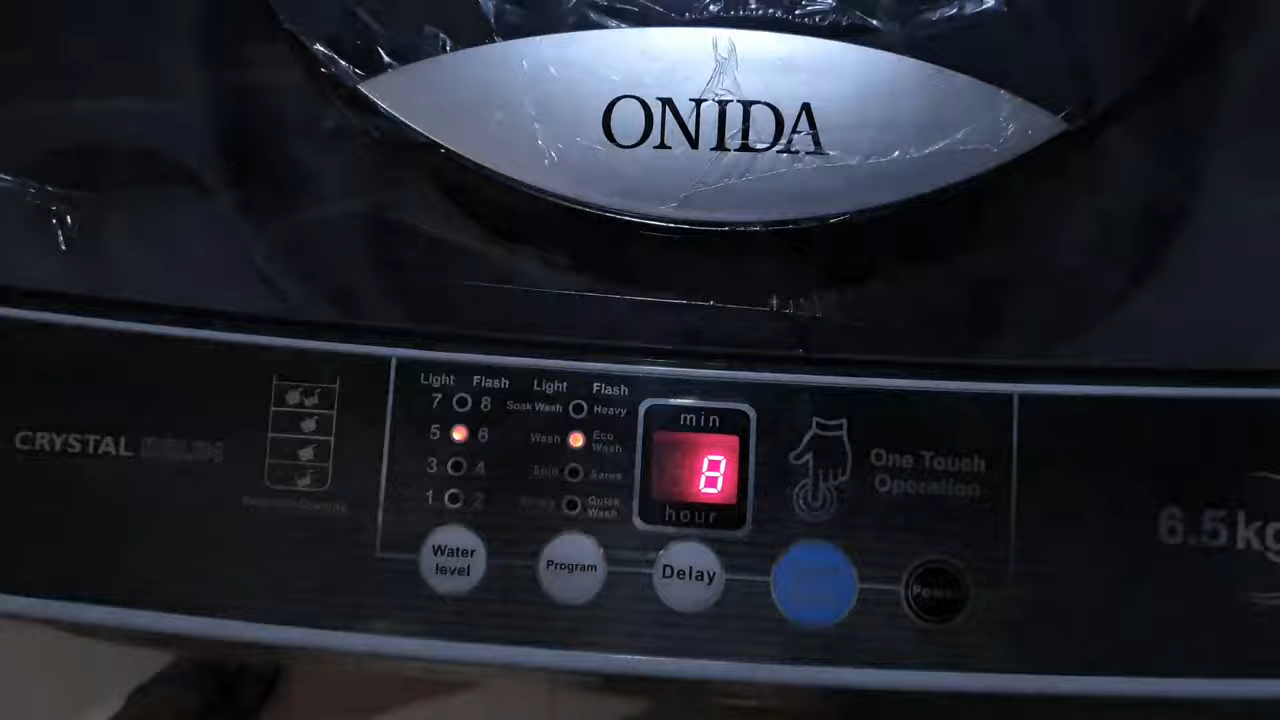 ONIDA
Light Flash Light Flash
7 8 Soak Wash Heavy
5 6 Wash Eco Wash
3 4 Spin Saree
1 2 Quick Wash
min
8
hour
CRYSTAL
One Touch
Operation
6.5kg
Water level
Program
Delay
Power